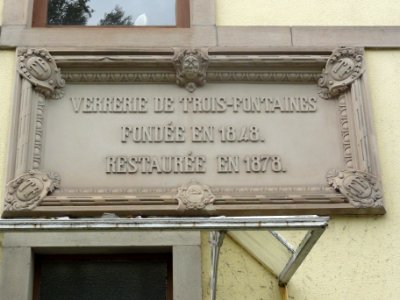 VERRERIE DE TROIS-FONTAINES
FONDÉE EN 1848.
RESTAURÉE EN 1878.